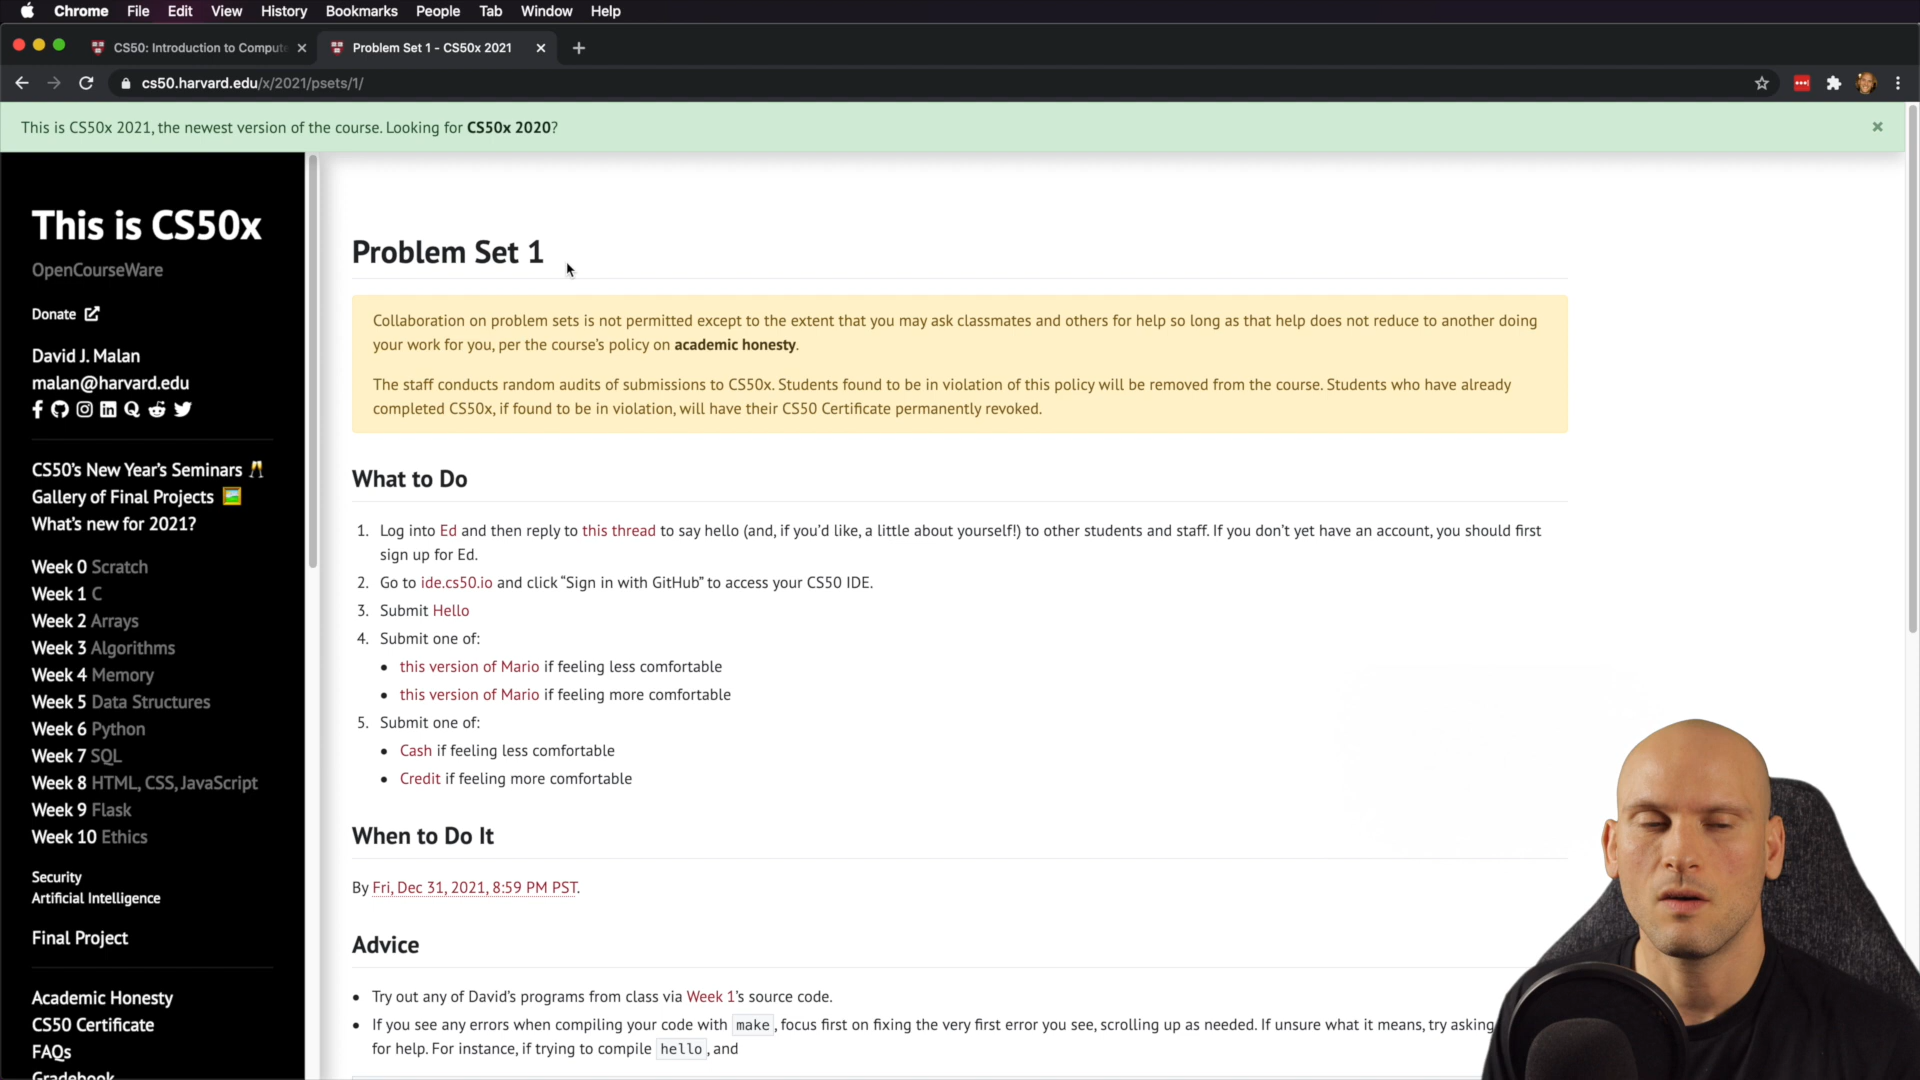 Chrome File Edit View History Bookmarks People Tab Window Help
CS50: Introduction to Compute
Problem Set 1 - CS50x 2021
cs50.harvard.edu/x/2021/psets/1/
This is CS50x 2021, the newest version of the course. Looking for CS50x 2020?
This is CS50x
OpenCourseWare
Donate
David J. Malan
malan@harvard.edu
CS50's New Year's Seminars 🥂
Gallery of Final Projects 🖼️
What's new for 2021?
Week 0 Scratch
Week 1 C
Week 2 Arrays
Week 3 Algorithms
Week 4 Memory
Week 5 Data Structures
Week 6 Python
Week 7 SQL
Week 8 HTML, CSS, JavaScript
Week 9 Flask
Week 10 Ethics
Security
Artificial Intelligence
Final Project
Academic Honesty
CS50 Certificate
FAQs
Gradebook
Problem Set 1
Collaboration on problem sets is not permitted except to the extent that you may ask classmates and others for help so long as that help does not reduce to another doing
your work for you, per the course's policy on academic honesty.
The staff conducts random audits of submissions to CS50x. Students found to be in violation of this policy will be removed from the course. Students who have already
completed CS50x, if found to be in violation, will have their CS50 Certificate permanently revoked.
What to Do
1. Log into Ed and then reply to this thread to say hello (and, if you'd like, a little about yourself!) to other students and staff. If you don't yet have an account, you should first
sign up for Ed.
2. Go to ide.cs50.io and click “Sign in with GitHub” to access your CS50 IDE.
3. Submit Hello
4. Submit one of:
• this version of Mario if feeling less comfortable
• this version of Mario if feeling more comfortable
5. Submit one of:
• Cash if feeling less comfortable
• Credit if feeling more comfortable
When to Do It
By Fri, Dec 31, 2021, 8:59 PM PST.
Advice
• Try out any of David's programs from class via Week 1's source code.
• If you see any errors when compiling your code with make, focus first on fixing the very first error you see, scrolling up as needed. If unsure what it means, try asking
for help. For instance, if trying to compile hello, and